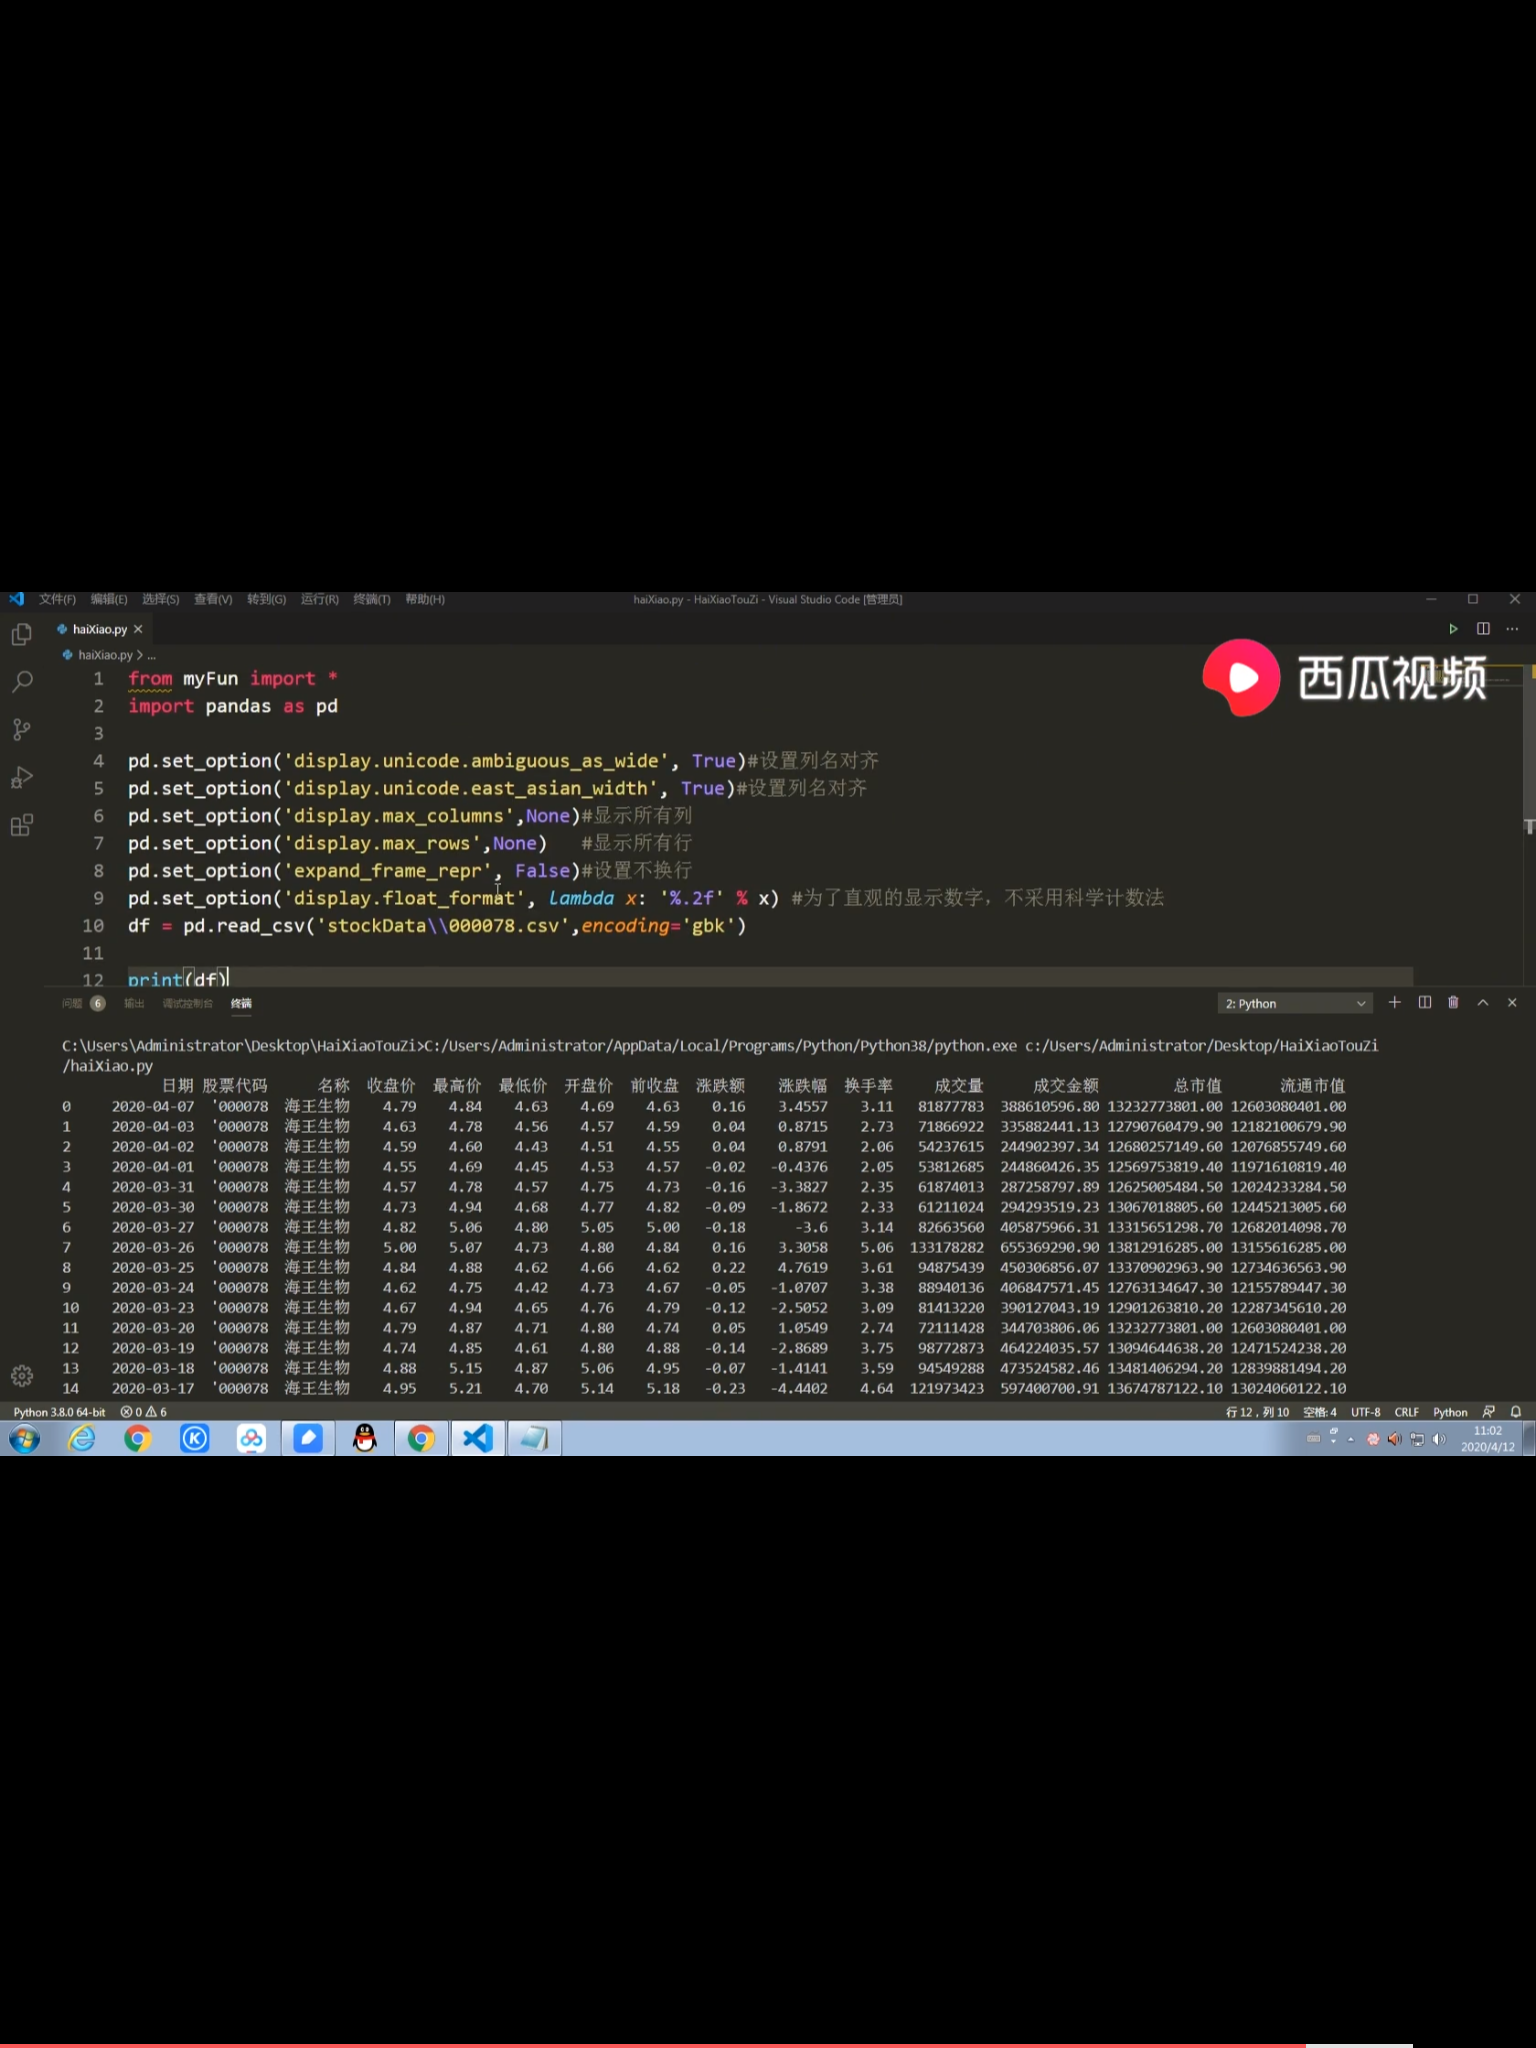 文件(F) 编辑(E) 选择(S) 查看(V) 转到(G) 运行(R) 终端(T) 帮助(H) haiXiao.py - HaiXiaoTouZi - Visual Studio Code [管理员]
haiXiao.py
haiXiao.py > ...
西瓜视频
1 from myFun import *
2 import pandas as pd
3
4 pd.set_option('display.unicode.ambiguous_as_wide', True)#设置列名对齐
5 pd.set_option('display.unicode.east_asian_width', True)#设置列名对齐
6 pd.set_option('display.max_columns',None)#显示所有列
7 pd.set_option('display.max_rows',None) #显示所有行
8 pd.set_option('expand_frame_repr', False)#设置不换行
9 pd.set_option('display.float_format', lambda x: '%.2f' % x) #为了直观的显示数字，不采用科学计数法
10 df = pd.read_csv('stockData\\000078.csv',encoding='gbk')
11
12 print(df)
问题 6 输出 调试控制台 终端 2: Python
C:\Users\Administrator\Desktop\HaiXiaoTouZi>C:/Users/Administrator/AppData/Local/Programs/Python/Python38/python.exe c:/Users/Administrator/Desktop/HaiXiaoTouZi
/haiXiao.py
日期 股票代码 名称 收盘价 最高价 最低价 开盘价 前收盘 涨跌额 涨跌幅 换手率 成交量 成交金额 总市值 流通市值
0 2020-04-07 '000078 海王生物 4.79 4.84 4.63 4.69 4.63 0.16 3.4557 3.11 81877783 388610596.80 13232773801.00 12603080401.00
1 2020-04-03 '000078 海王生物 4.63 4.78 4.56 4.57 4.59 0.04 0.8715 2.73 71866922 335882441.13 12790760479.90 12182100679.90
2 2020-04-02 '000078 海王生物 4.59 4.60 4.43 4.51 4.55 0.04 0.8791 2.06 54237615 244902397.34 12680257149.60 12076855749.60
3 2020-04-01 '000078 海王生物 4.55 4.69 4.45 4.53 4.57 -0.02 -0.4376 2.05 53812685 244860426.35 12569753819.40 11971610819.40
4 2020-03-31 '000078 海王生物 4.57 4.78 4.57 4.75 4.73 -0.16 -3.3827 2.35 61874013 287258797.89 12625005484.50 12024233284.50
5 2020-03-30 '000078 海王生物 4.73 4.94 4.68 4.77 4.82 -0.09 -1.8672 2.33 61211024 294293519.23 13067018805.60 12445213005.60
6 2020-03-27 '000078 海王生物 4.82 5.06 4.80 5.05 5.00 -0.18 -3.6 3.14 82663560 405875966.31 13315651298.70 12682014098.70
7 2020-03-26 '000078 海王生物 5.00 5.07 4.73 4.80 4.84 0.16 3.3058 5.06 133178282 655369290.90 13812916285.00 13155616285.00
8 2020-03-25 '000078 海王生物 4.84 4.88 4.62 4.66 4.62 0.22 4.7619 3.61 94875439 450306856.07 13370902963.90 12734636563.90
9 2020-03-24 '000078 海王生物 4.62 4.75 4.42 4.73 4.67 -0.05 -1.0707 3.38 88940136 406847571.45 12763134647.30 12155789447.30
10 2020-03-23 '000078 海王生物 4.67 4.94 4.65 4.76 4.79 -0.12 -2.5052 3.09 81413220 390127043.19 12901263810.20 12287345610.20
11 2020-03-20 '000078 海王生物 4.79 4.87 4.71 4.80 4.74 0.05 1.0549 2.74 72111428 344703806.06 13232773801.00 12603080401.00
12 2020-03-19 '000078 海王生物 4.74 4.85 4.61 4.80 4.88 -0.14 -2.8689 3.75 98772873 464224035.57 13094644638.20 12471524238.20
13 2020-03-18 '000078 海王生物 4.88 5.15 4.87 5.06 4.95 -0.07 -1.4141 3.59 94549288 473524582.46 13481406294.20 12839881494.20
14 2020-03-17 '000078 海王生物 4.95 5.21 4.70 5.14 5.18 -0.23 -4.4402 4.64 121973423 597400700.91 13674787122.10 13024060122.10
Python 3.8.0 64-bit 0 6 行 12，列 10 空格: 4 UTF-8 CRLF Python
11:02
2020/4/12